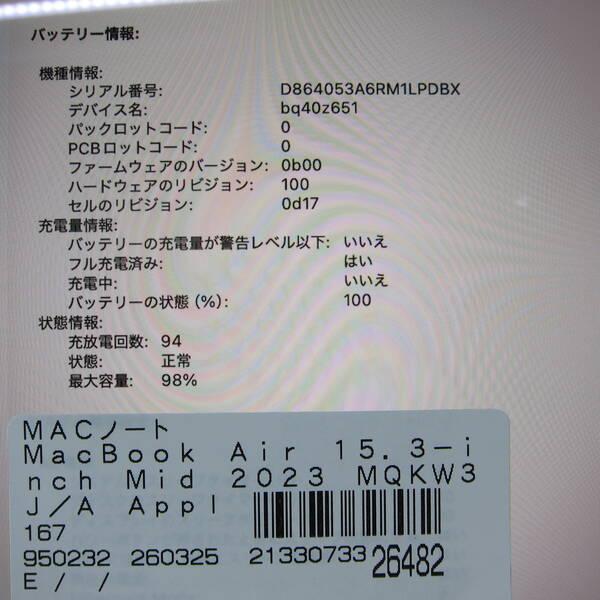 バッテリー情報:
機種情報:
シリアル番号: D864053A6RM1LPDBX
デバイス名: bq40z651
パックロットコード: 0
PCBロットコード: 0
ファームウェアのバージョン: 0b00
ハードウェアのリビジョン: 100
セルのリビジョン: 0d17
充電量情報:
バッテリーの充電量が警告レベル以下: いいえ
フル充電済み: はい
充電中: いいえ
バッテリーの状態（%）: 100
状態情報:
充放電回数: 94
状態: 正常
最大容量: 98%
MACノート
MacBook Air 15.3-i
nch Mid 2023 MQKW3
J/A Appl
167
950232 260325 21330733 26482
E / /